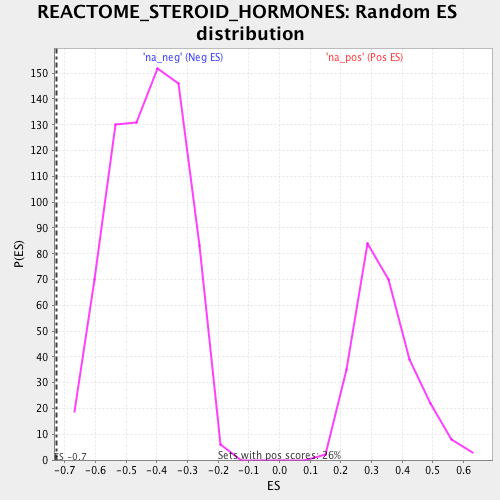 REACTOME_STEROID_HORMONES: Random ES
distribution
'na_neg' (Neg ES)
'na_pos' (Pos ES)
150
140
130
120
110
100
90
80
70
60
50
40
30
20
10
0
P(ES)
ES -0.7
Sets with pos scores: 26%
-0.7 -0.6 -0.5 -0.4 -0.3 -0.2 -0.1 0.0 0.1 0.2 0.3 0.4 0.5 0.6
ES